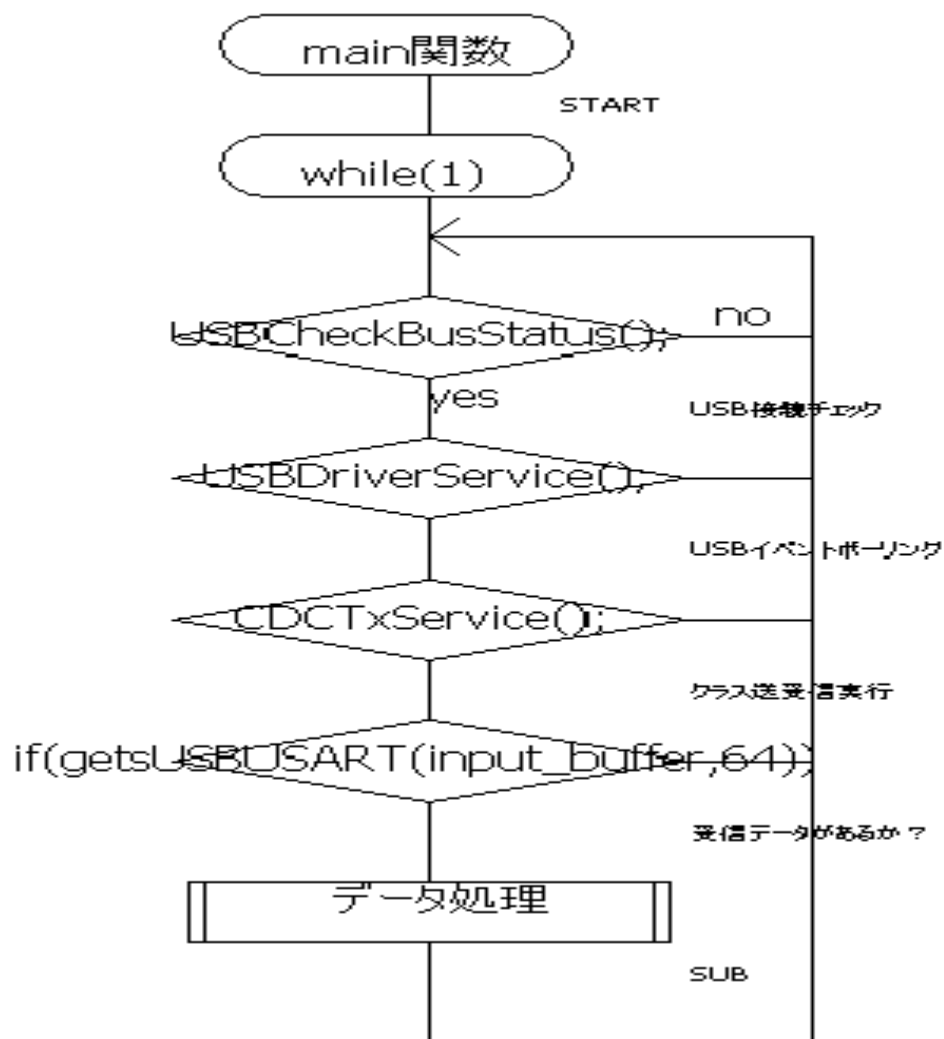 main関数
START
while(1)
USBCheckBusStatus();
no
yes
USB接触チェック
USBDriverService();
USBイベントポーリング
CDCTxService();
クラス送受信実行
if(getsUSBUSART(input_buffer,64))
受信データがあるか？
データ処理
SUB